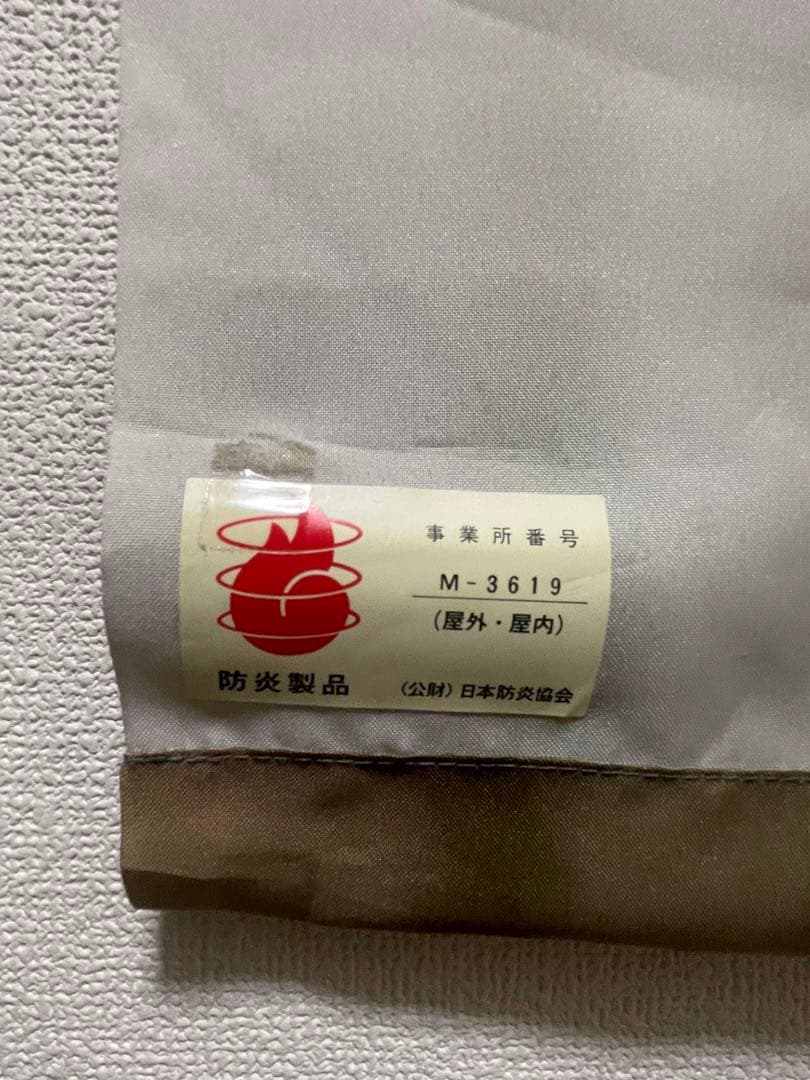 事業所番号
M-3619
(屋外・屋内)
防炎製品
(公財)日本防炎協会